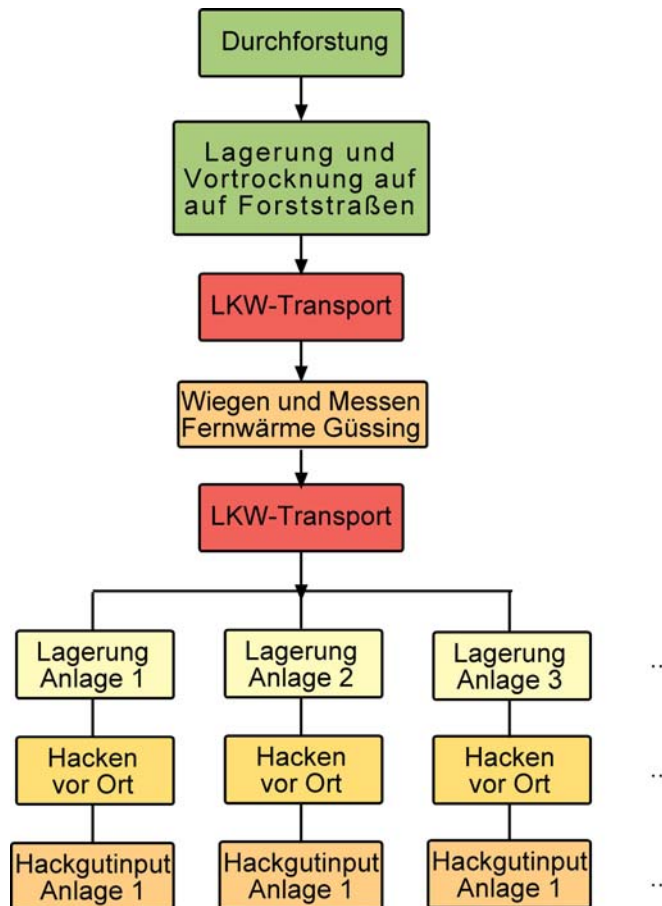 Durchforstung
Lagerung und
Vortrocknung auf
auf Forststraßen
LKW-Transport
Wiegen und Messen
Fernwärme Güssing
LKW-Transport
Lagerung
Anlage 1
Lagerung
Anlage 2
Lagerung
Anlage 3
..
Hacken
vor Ort
Hacken
vor Ort
Hacken
vor Ort
..
Hackgutinput
Anlage 1
Hackgutinput
Anlage 1
Hackgutinput
Anlage 1
..